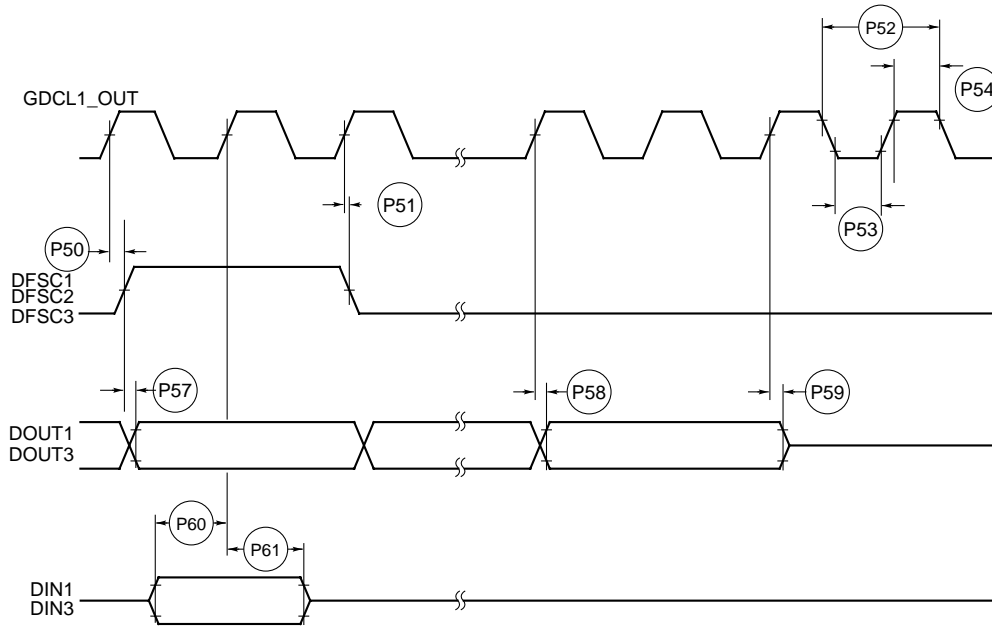 P52
P54
GDCL1_OUT
P51
P50
P53
DFSC1
DFSC2
DFSC3
P57
P58
P59
DOUT1
DOUT3
P60
P61
DIN1
DIN3